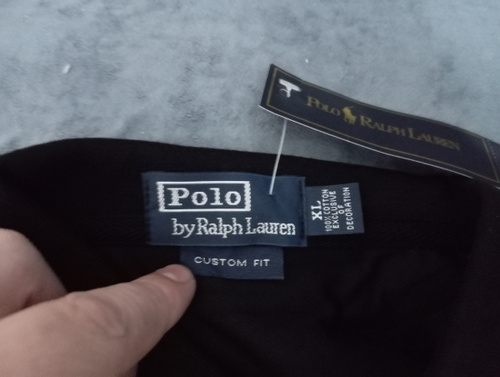 POLO RALPH LAUREN
Polo
by Ralph Lauren
XL
100% COTTON
EXCLUSIVE
OF
DECORATION
CUSTOM FIT